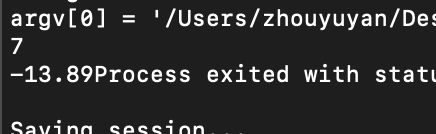 argv[0] = '/Users/zhouyuyan/Des
7
-13.89Process exited with statu
Saving session...